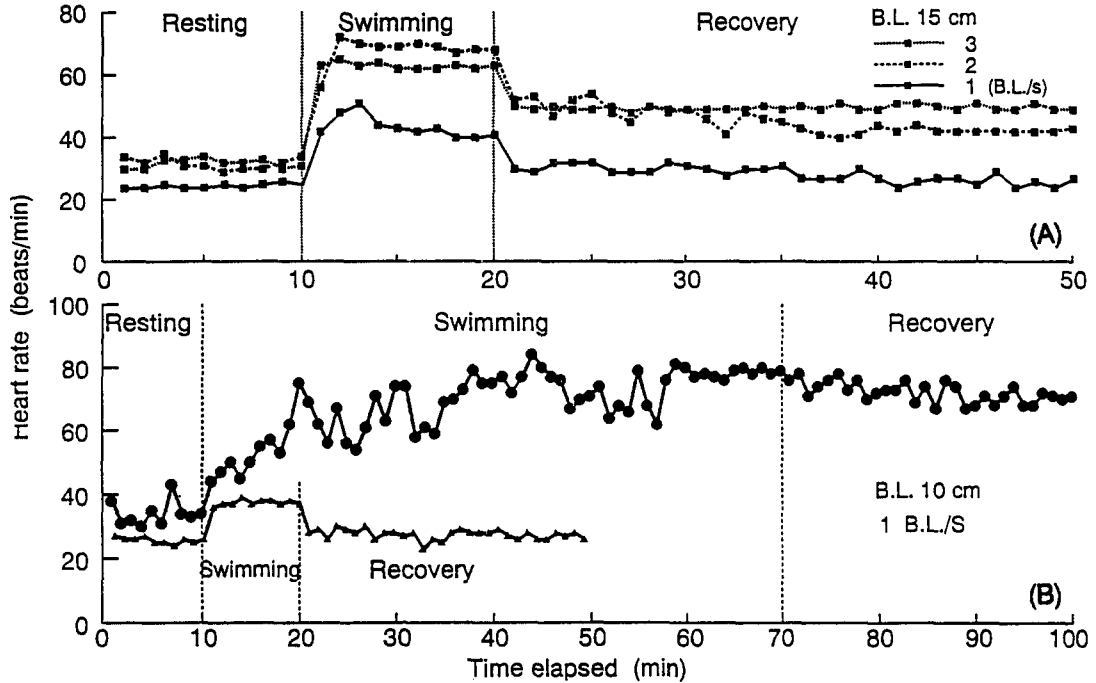 Resting Swimming Recovery B.L. 15 cm
3
2
1 (B.L./s)
80
60
40
20
0
(A)
0 10 20 30 40 50
Heart rate (beats/min)
100
80
60
40
20
0
Resting Swimming Recovery
B.L. 10 cm
1 B.L./S
Swimming Recovery
(B)
0 10 20 30 40 50 60 70 80 90 100
Time elapsed (min)